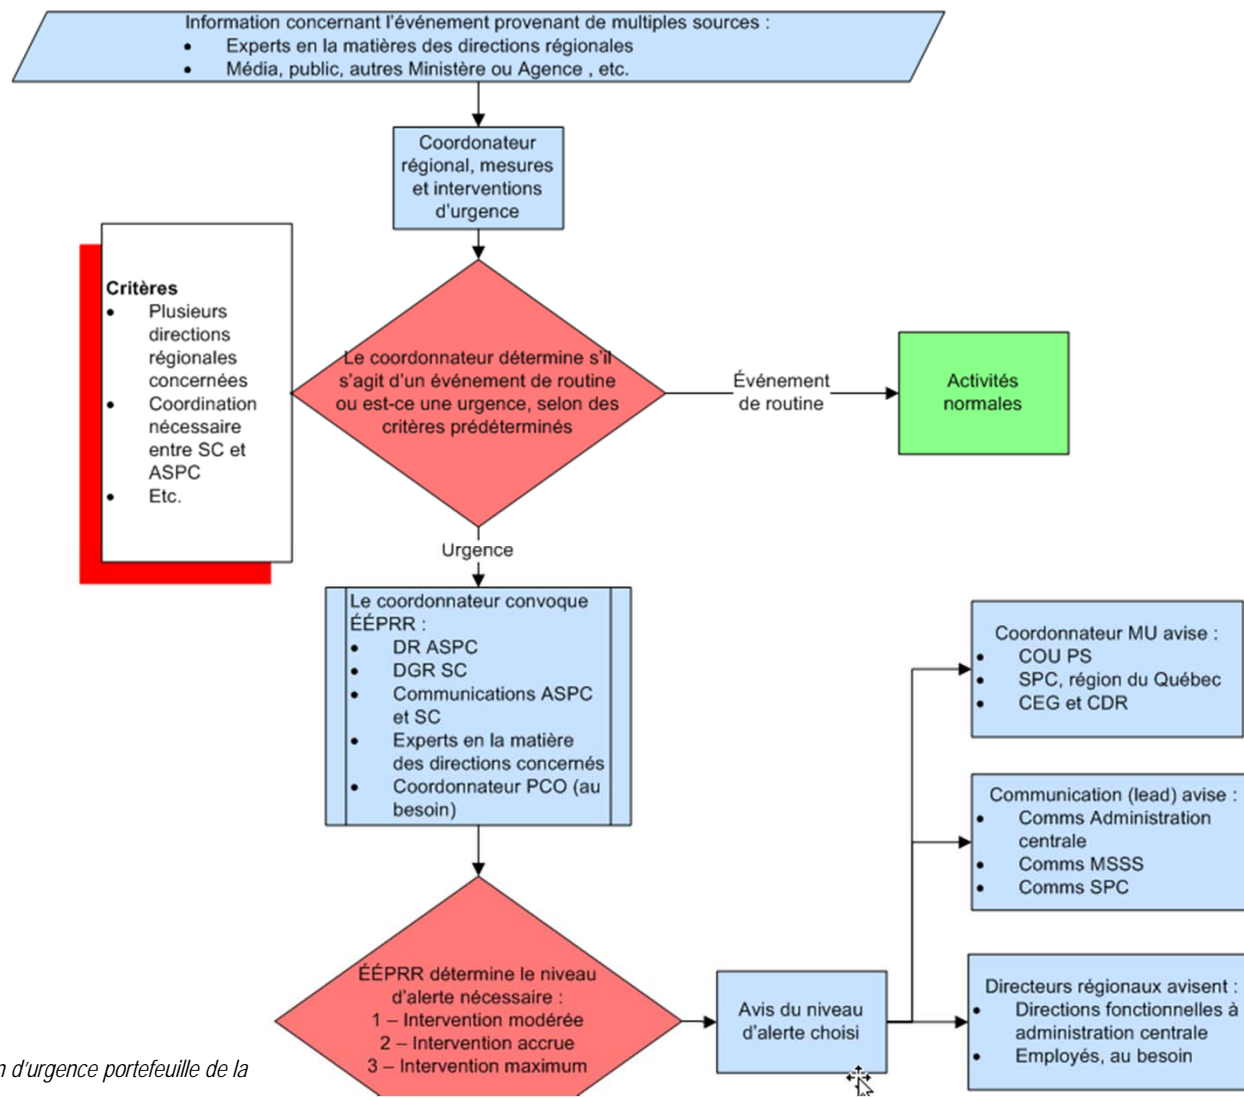 Information concernant l'événement provenant de multiples sources :
• Experts en la matières des directions régionales
• Média, public, autres Ministère ou Agence , etc.
Coordonateur
régional, mesures
et interventions
d'urgence
Critères
• Plusieurs
directions
régionales
concernées
• Coordination
nécessaire
entre SC et
ASPC
• Etc.
Le coordonnateur détermine s'il
s'agit d'un événement de routine
ou est-ce une urgence, selon des
critères prédéterminés
Événement
de routine
Activités
normales
Urgence
Le coordonnateur convoque
ÉÉPRR :
• DR ASPC
• DGR SC
• Communications ASPC
et SC
• Experts en la matière
des directions concernés
• Coordonnateur PCO (au
besoin)
Coordonnateur MU avise :
• COU PS
• SPC, région du Québec
• CEG et CDR
Communication (lead) avise :
• Comms Administration
centrale
• Comms MSSS
• Comms SPC
ÉÉPRR détermine le niveau
d'alerte nécessaire :
1 – Intervention modérée
2 – Intervention accrue
3 – Intervention maximum
Avis du niveau
d'alerte choisi
Directeurs régionaux avisent :
• Directions fonctionnelles à
administration centrale
• Employés, au besoin
n d'urgence portefeuille de la